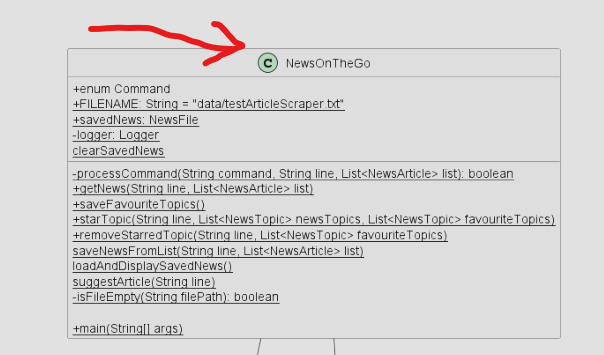 C NewsOnTheGo
+enum Command
+FILENAME: String = "data/testArticleScraper.txt"
+savedNews: NewsFile
-logger: Logger
clearSavedNews
-processCommand(String command, String line, List<NewsArticle> list): boolean
+getNews(String line, List<NewsArticle> list)
+saveFavouriteTopics()
+starTopic(String line, List<NewsTopic> newsTopics, List<NewsTopic> favouriteTopics)
+removeStarredTopic(String line, List<NewsTopic> favouriteTopics)
saveNewsFromList(String line, List<NewsArticle> list)
loadAndDisplaySavedNews()
suggestArticle(String line)
-isFileEmpty(String filePath): boolean
+main(String[] args)